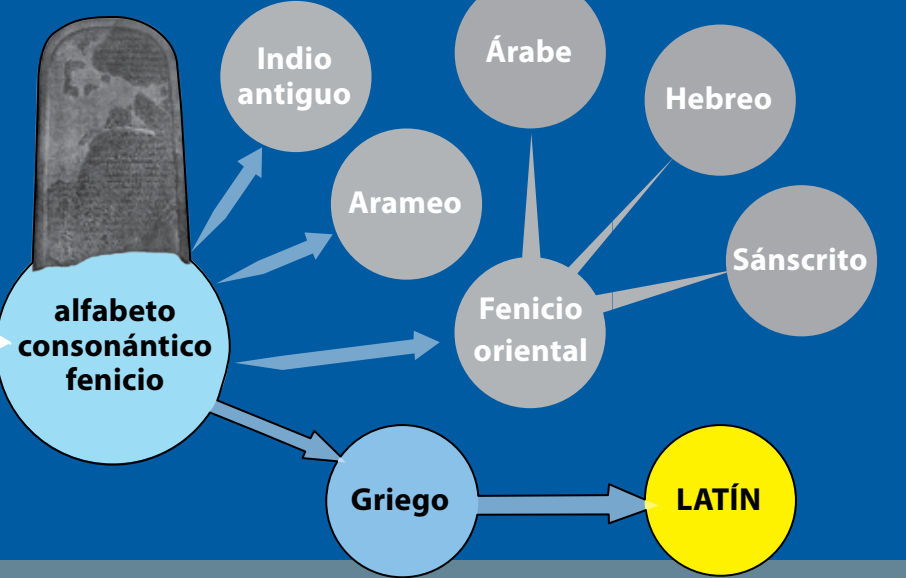 Indio
antiguo
Árabe
Hebreo
Arameo
Sánscrito
alfabeto
consonántico
fenicio
Fenicio
oriental
Griego
LATÍN